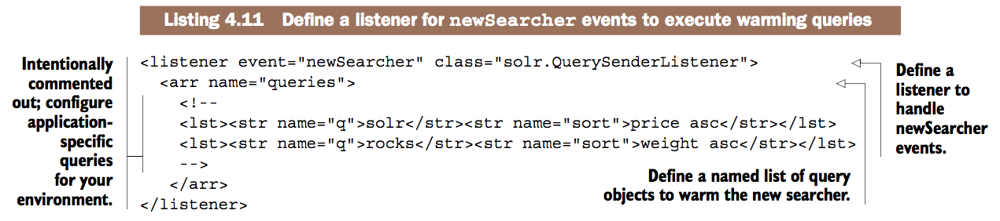 Listing 4.11 Define a listener for newSearcher events to execute warming queries
Intentionally
commented
out; configure
application-
specific
queries
for your
environment.
<listener event="newSearcher" class="solr.QuerySenderListener">
<arr name="queries">
<!--
<lst><str name="q">solr</str><str name="sort">price asc</str></lst>
<lst><str name="q">rocks</str><str name="sort">weight asc</str></lst>
-->
</arr>
</listener>
Define a
listener to
handle
newSearcher
events.
Define a named list of query
objects to warm the new searcher.